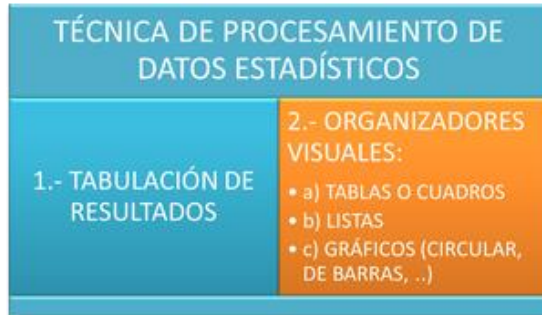 TÉCNICA DE PROCESAMIENTO DE
DATOS ESTADÍSTICOS
1.- TABULACIÓN DE
RESULTADOS
2.- ORGANIZADORES
VISUALES:
• a) TABLAS O CUADROS
• b) LISTAS
• c) GRÁFICOS (CIRCULAR,
DE BARRAS, ..)